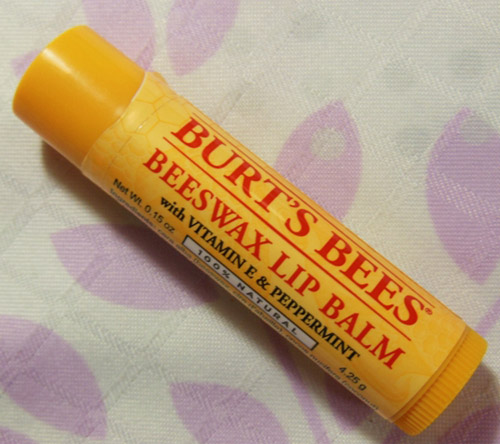 BURT'S BEES®
BEESWAX LIP BALM
with VITAMIN E & PEPPERMINT
100% NATURAL
Net Wt. 0.15 oz. 4.25 g